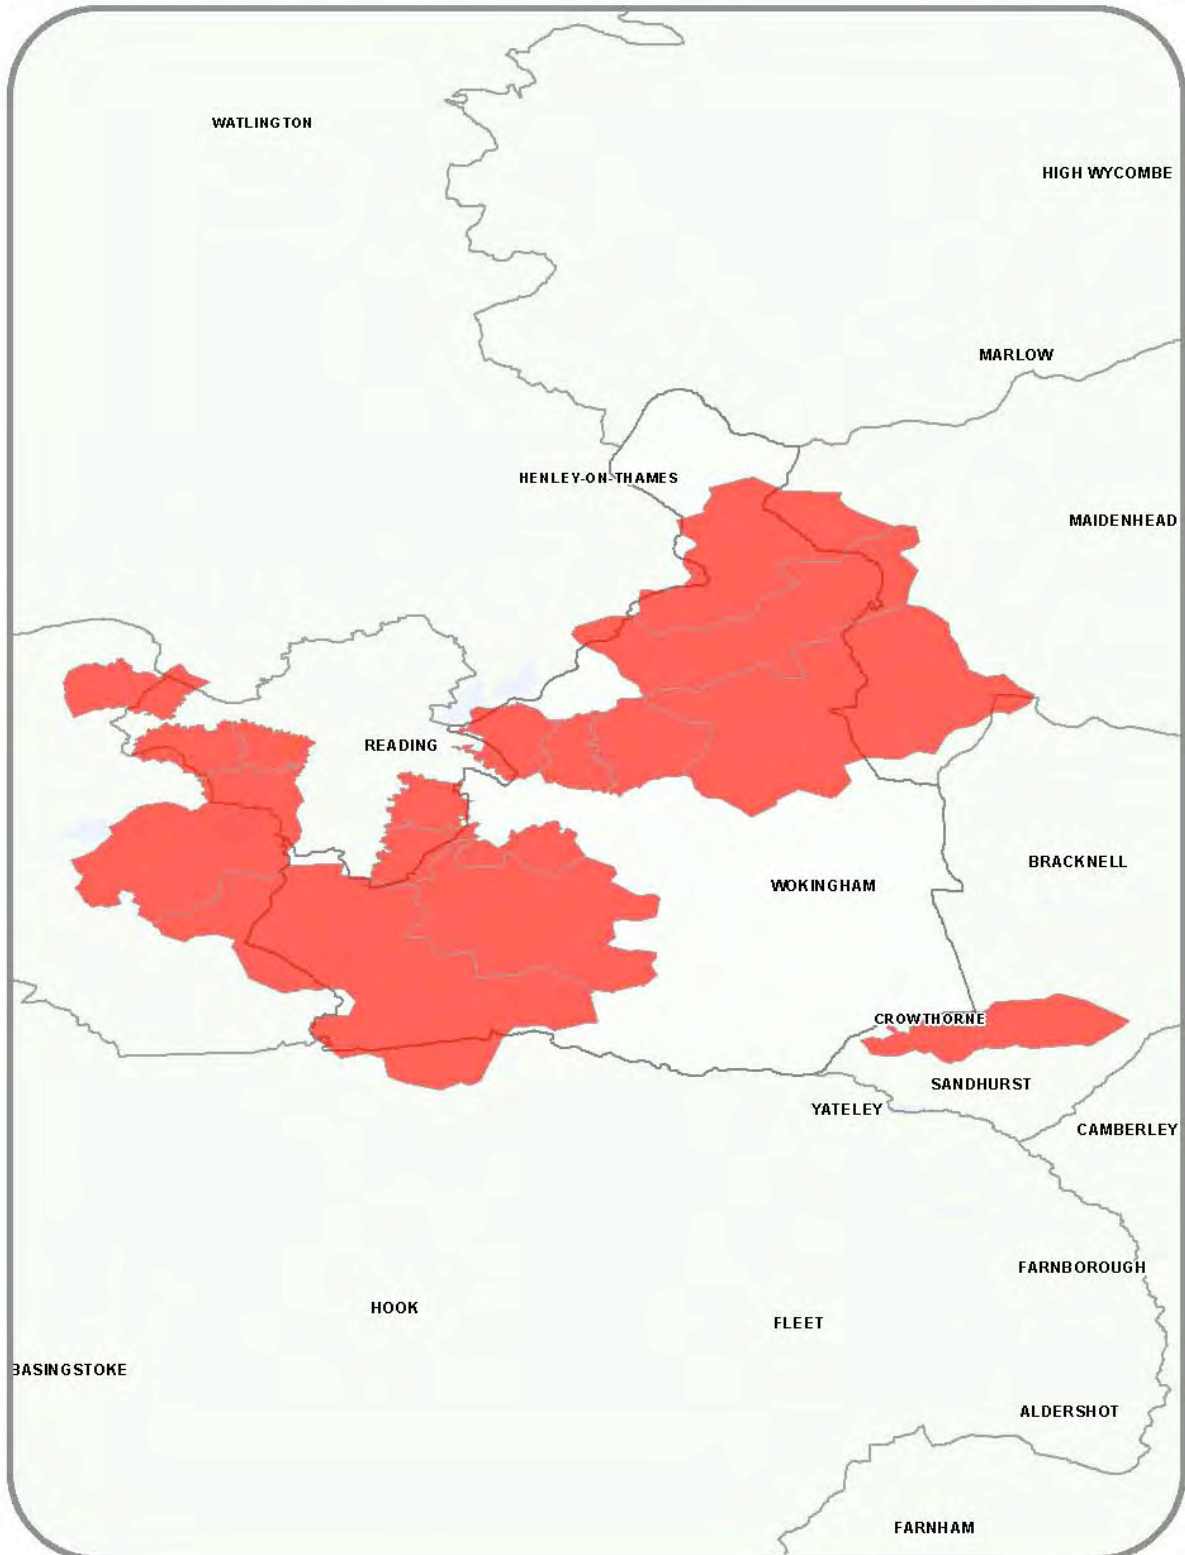 WATLINGTON
HIGH WYCOMBE
MARLOW
HENLEY-ON-THAMES
MAIDENHEAD
READING
BRACKNELL
WOKINGHAM
CROWTHORNE
SANDHURST
YATELEY
CAMBERLEY
FARNBOROUGH
HOOK
FLEET
BASINGSTOKE
ALDERSHOT
FARNHAM